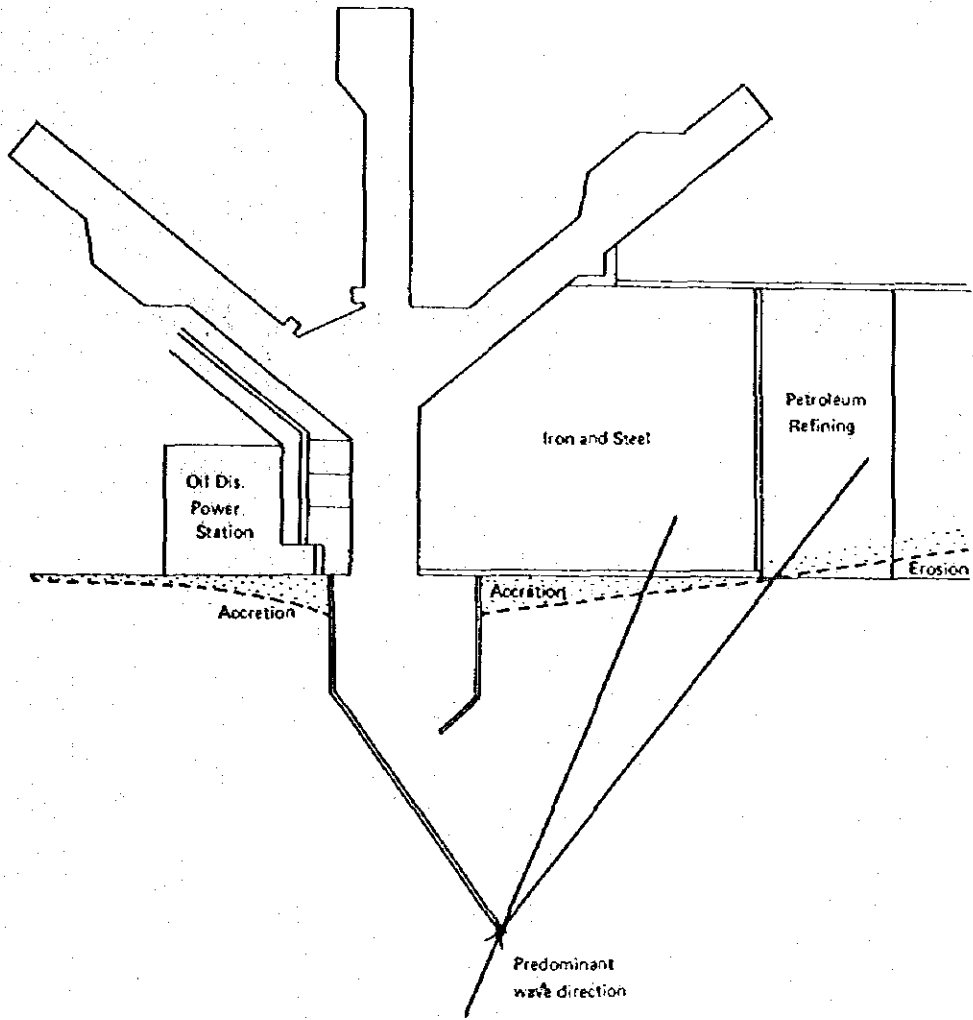 Petroleum
Refining
Iron and Steel
Oil Dis.
Power
Station
Erosion
Accretion
Accretion
Predominant
wave direction